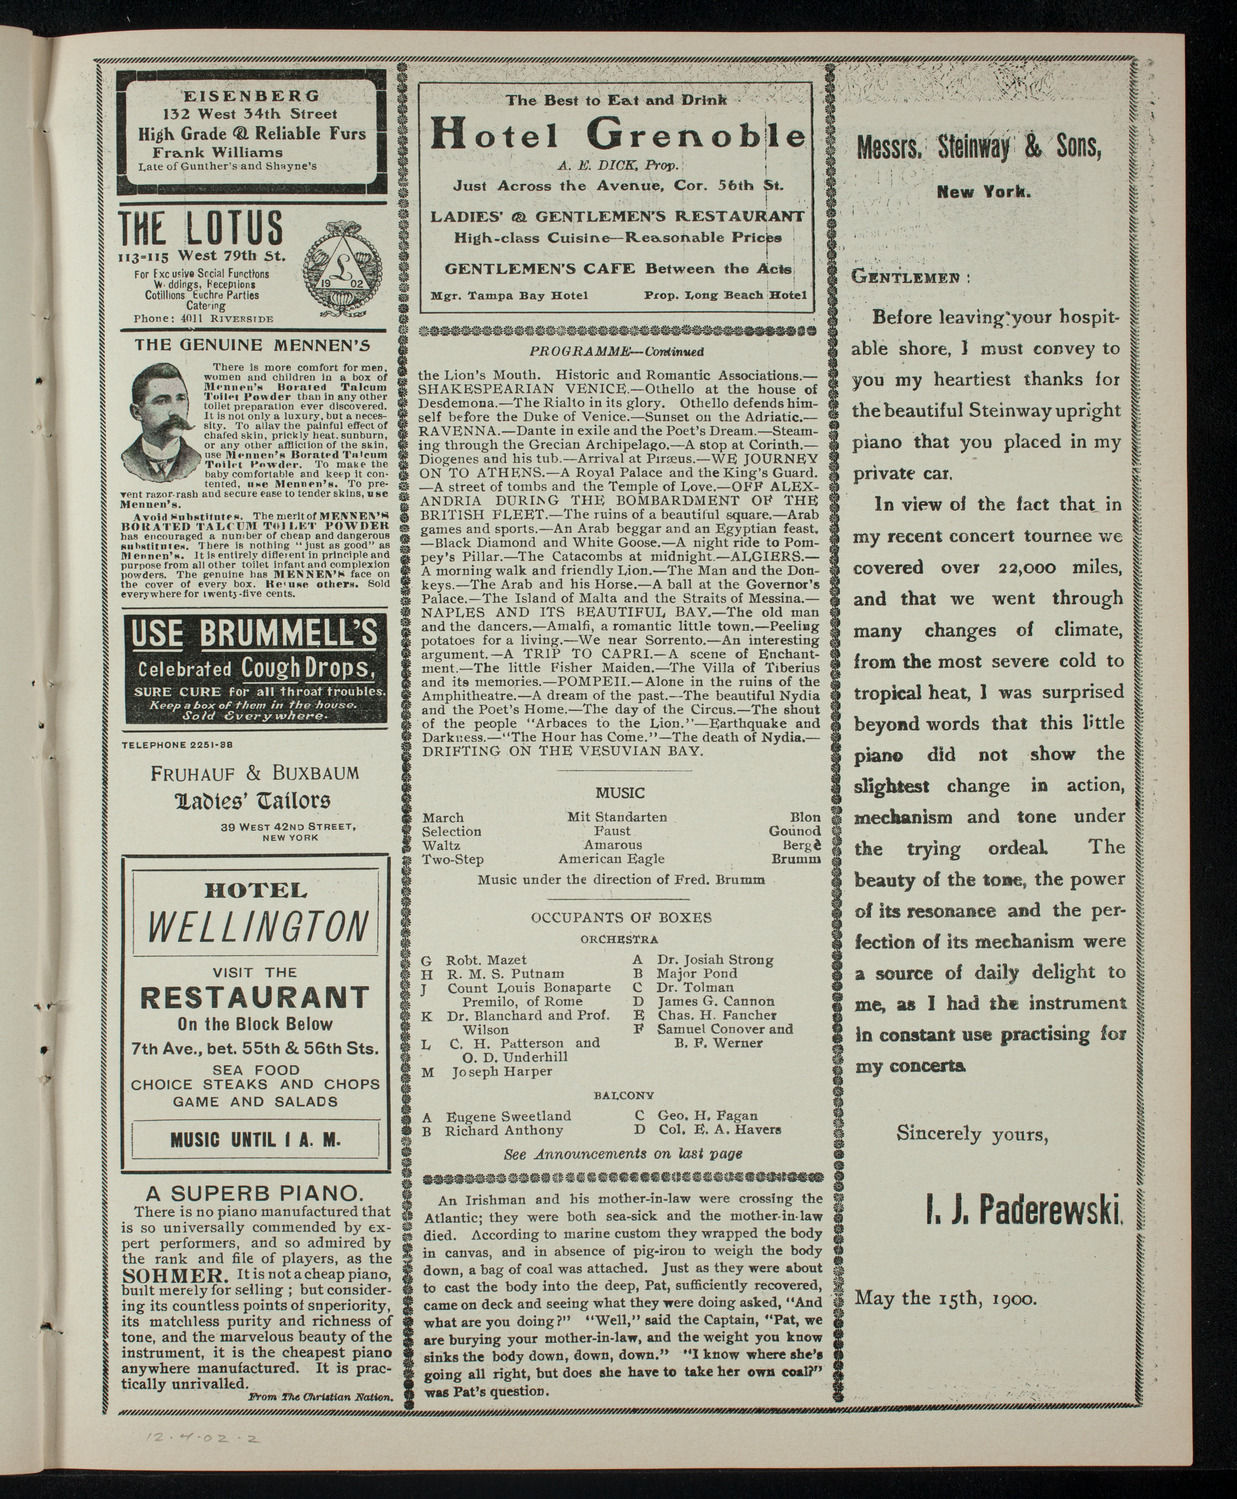 EISENBERG
132 West 34th Street
High Grade & Reliable Furs
Frank Williams
Late of Gunther's and Shayne's
THE LOTUS
113-115 West 79th St.
For Exclusive Social Functions
Weddings, Receptions
Cotillions Euchre Parties
Catering
Phone: 4011 RIVERSIDE
L
19 02
THE GENUINE MENNEN'S
There is more comfort for men,
women and children in a box of
Mennen's Borated Talcum
Toilet Powder than in any other
toilet preparation ever discovered.
It is not only a luxury, but a neces-
sity. To allay the painful effect of
chafed skin, prickly heat, sunburn,
or any other affliction of the skin,
use Mennen's Borated Talcum
Toilet Powder. To make the
baby comfortable and keep it con-
tented, use Mennen's. To pre-
vent razor-rash and secure ease to tender skins, use
Mennen's.
Avoid Substitutes. The merit of MENNEN'S
BORATED TALCUM TOILET POWDER
has encouraged a number of cheap and dangerous
substitutes. There is nothing "just as good" as
Mennen's. It is entirely different in principle and
purpose from all other toilet infant and complexion
powders. The genuine has MENNEN'S face on
the cover of every box. Refuse others. Sold
everywhere for twenty-five cents.
USE BRUMMELL'S
Celebrated Cough Drops,
SURE CURE for all throat troubles.
Keep a box of them in the house.
Sold Everywhere.
TELEPHONE 2251-38
FRUHAUF & BUXBAUM
Ladies' Tailors
39 WEST 42ND STREET,
NEW YORK
HOTEL
WELLINGTON
VISIT THE
RESTAURANT
On the Block Below
7th Ave., bet. 55th & 56th Sts.
SEA FOOD
CHOICE STEAKS AND CHOPS
GAME AND SALADS
MUSIC UNTIL 1 A. M.
A SUPERB PIANO.
There is no piano manufactured that
is so universally commended by ex-
pert performers, and so admired by
the rank and file of players, as the
SOHMER. It is not a cheap piano,
built merely for selling; but consider-
ing its countless points of superiority,
its matchless purity and richness of
tone, and the marvelous beauty of the
instrument, it is the cheapest piano
anywhere manufactured. It is prac-
tically unrivalled.
From The Christian Nation.
The Best to Eat and Drink
Hotel Grenoble
A. E. DICK, Prop.
Just Across the Avenue, Cor. 56th St.
LADIES' & GENTLEMEN'S RESTAURANT
High-class Cuisine—Reasonable Prices
GENTLEMEN'S CAFE Between the Acts
Mgr. Tampa Bay Hotel Prop. Long Beach Hotel
PROGRAMME—Continued
the Lion's Mouth. Historic and Romantic Associations.—
SHAKESPEARIAN VENICE.—Othello at the house of
Desdemona.—The Rialto in its glory. Othello defends him-
self before the Duke of Venice.—Sunset on the Adriatic.—
RAVENNA.—Dante in exile and the Poet's Dream.—Steam-
ing through the Grecian Archipelago.—A stop at Corinth.—
Diogenes and his tub.—Arrival at Piræus.—WE JOURNEY
ON TO ATHENS.—A Royal Palace and the King's Guard.
—A street of tombs and the Temple of Love.—OFF ALEX-
ANDRIA DURING THE BOMBARDMENT OF THE
BRITISH FLEET.—The ruins of a beautiful square.—Arab
games and sports.—An Arab beggar and an Egyptian feast.
—Black Diamond and White Goose.—A night ride to Pom-
pey's Pillar.—The Catacombs at midnight.—ALGIERS.—
A morning walk and friendly Lion.—The Man and the Don-
keys.—The Arab and his Horse.—A ball at the Governor's
Palace.—The Island of Malta and the Straits of Messina.—
NAPLES AND ITS BEAUTIFUL BAY.—The old man
and the dancers.—Amalfi, a romantic little town.—Peeling
potatoes for a living.—We near Sorrento.—An interesting
argument.—A TRIP TO CAPRI.—A scene of Enchant-
ment.—The little Fisher Maiden.—The Villa of Tiberius
and its memories.—POMPEII.—Alone in the ruins of the
Amphitheatre.—A dream of the past.—The beautiful Nydia
and the Poet's Home.—The day of the Circus.—The shout
of the people "Arbaces to the Lion."—Earthquake and
Darkness.—"The Hour has Come."—The death of Nydia.—
DRIFTING ON THE VESUVIAN BAY.
MUSIC
March Mit Standarten Blon
Selection Faust Gounod
Waltz Amarous Bergè
Two-Step American Eagle Brumm
Music under the direction of Fred. Brumm
OCCUPANTS OF BOXES
ORCHESTRA
G Robt. Mazet A Dr. Josiah Strong
H R. M. S. Putnam B Major Pond
J Count Louis Bonaparte C Dr. Tolman
Premilo, of Rome D James G. Cannon
K Dr. Blanchard and Prof. E Chas. H. Fancher
Wilson F Samuel Conover and
L C. H. Patterson and B. F. Werner
O. D. Underhill
M Joseph Harper
BALCONY
A Eugene Sweetland C Geo. H. Fagan
B Richard Anthony D Col. E. A. Havers
See Announcements on last page
An Irishman and his mother-in-law were crossing the
Atlantic; they were both sea-sick and the mother-in-law
died. According to marine custom they wrapped the body
in canvas, and in absence of pig-iron to weigh the body
down, a bag of coal was attached. Just as they were about
to cast the body into the deep, Pat, sufficiently recovered,
came on deck and seeing what they were doing asked, "And
what are you doing?" "Well," said the Captain, "Pat, we
are burying your mother-in-law, and the weight you know
sinks the body down, down, down." "I know where she's
going all right, but does she have to take her own coal?"
was Pat's question.
Messrs. Steinway & Sons,
New York.
GENTLEMEN:
Before leaving your hospit-
able shore, I must convey to
you my heartiest thanks for
the beautiful Steinway upright
piano that you placed in my
private car.
In view of the fact that in
my recent concert tournee we
covered over 22,000 miles,
and that we went through
many changes of climate,
from the most severe cold to
tropical heat, I was surprised
beyond words that this little
piano did not show the
slightest change in action,
mechanism and tone under
the trying ordeal. The
beauty of the tone, the power
of its resonance and the per-
fection of its mechanism were
a source of daily delight to
me, as I had the instrument
in constant use practising for
my concerts
Sincerely yours,
I. J. Paderewski.
May the 15th, 1900.
12.4.02.2